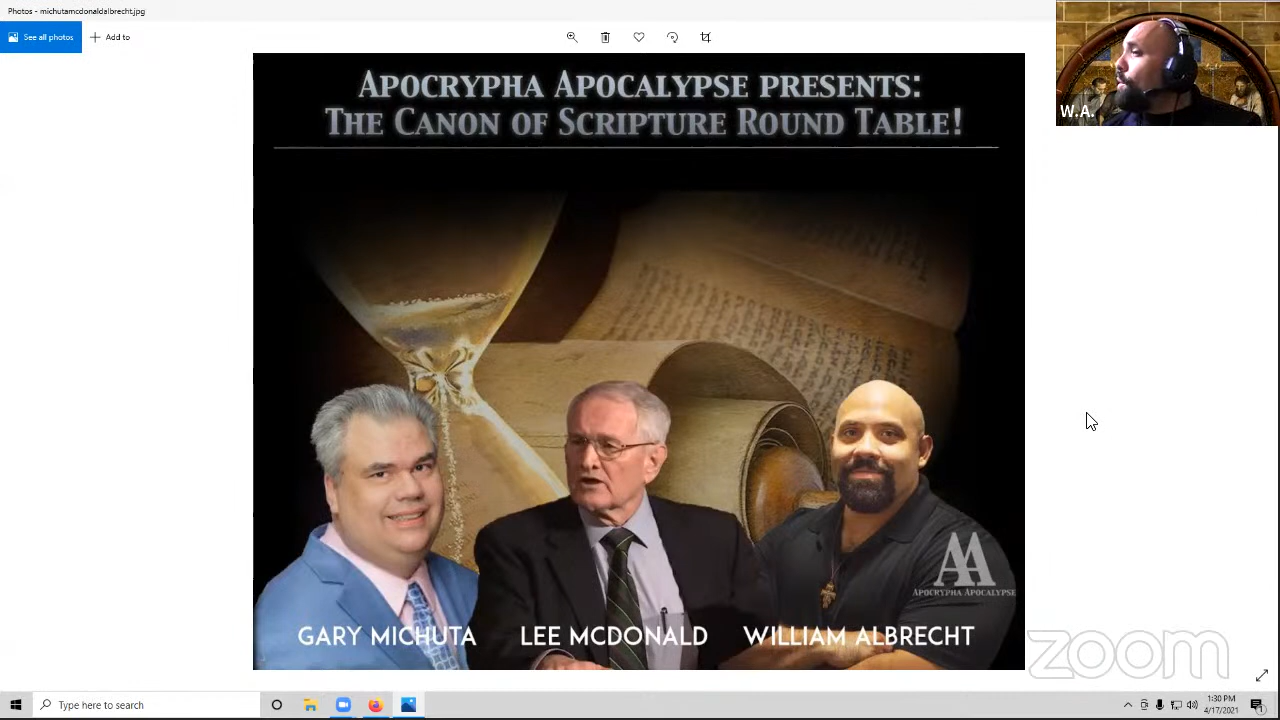 Photos - michutamcdonaldalbrecht.jpg
See all photos
Add to
W.A.
APOCRYPHA APOCALYPSE PRESENTS:
THE CANON OF SCRIPTURE ROUND TABLE!
AA
APOCRYPHA APOCALYPSE
GARY MICHUTA
LEE MCDONALD
WILLIAM ALBRECHT
zoom
Type here to search
1:30 PM
4/17/2021